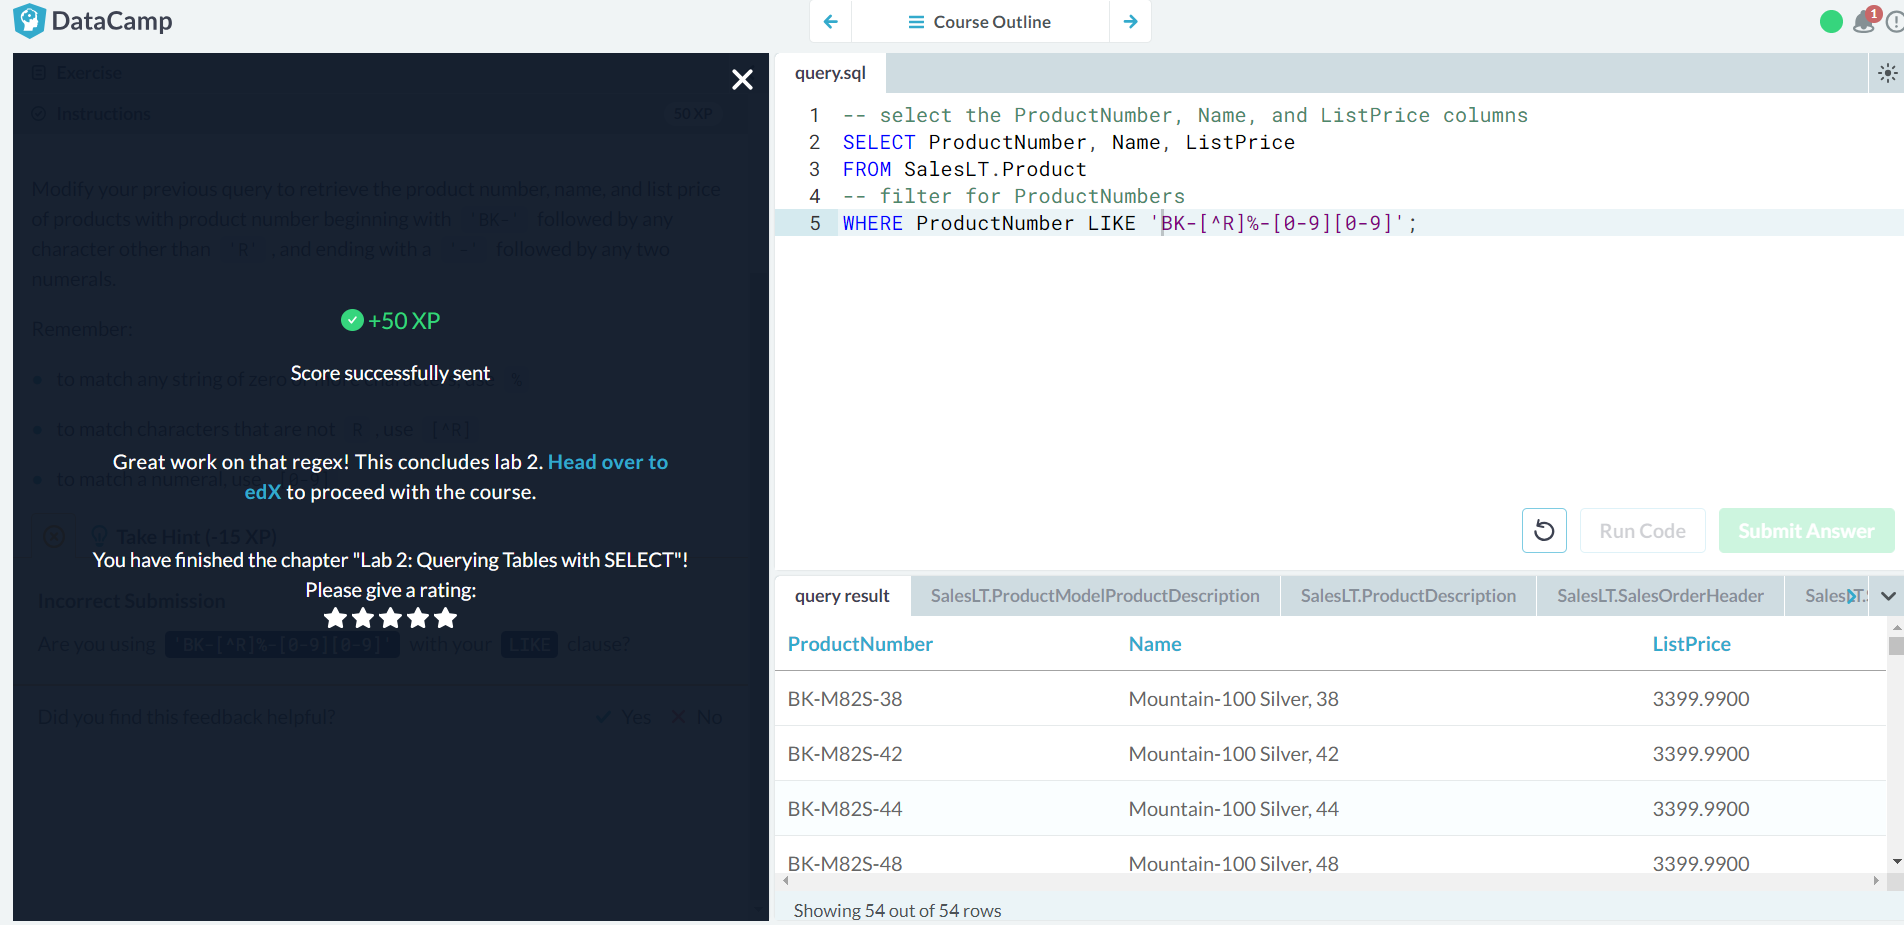 DataCamp
Course Outline
1
Exercise
Instructions
50 XP
Modify your previous query to retrieve the product number, name, and list price
of products with product number beginning with 'BK-' followed by any
character other than 'R', and ending with a '-' followed by any two
numerals.
Remember:
+50 XP
Score successfully sent
to match any string of zero
%
to match characters that are not R, use [^R]
Great work on that regex! This concludes lab 2. Head over to
edX to proceed with the course.
to match a numeral, use [0-9]
Take Hint (-15 XP)
You have finished the chapter "Lab 2: Querying Tables with SELECT"!
Please give a rating:
Incorrect Submission
Are you using 'BK-[^R]%-[0-9][0-9]' with your LIKE clause?
Did you find this feedback helpful?
Yes
No
query.sql
1 -- select the ProductNumber, Name, and ListPrice columns
2 SELECT ProductNumber, Name, ListPrice
3 FROM SalesLT.Product
4 -- filter for ProductNumbers
5 WHERE ProductNumber LIKE 'BK-[^R]%-[0-9][0-9]';
Run Code
Submit Answer
query result
SalesLT.ProductModelProductDescription
SalesLT.ProductDescription
SalesLT.SalesOrderHeader
ProductNumber Name ListPrice
BK-M82S-38 Mountain-100 Silver, 38 3399.9900
BK-M82S-42 Mountain-100 Silver, 42 3399.9900
BK-M82S-44 Mountain-100 Silver, 44 3399.9900
BK-M82S-48 Mountain-100 Silver, 48 3399.9900
Showing 54 out of 54 rows